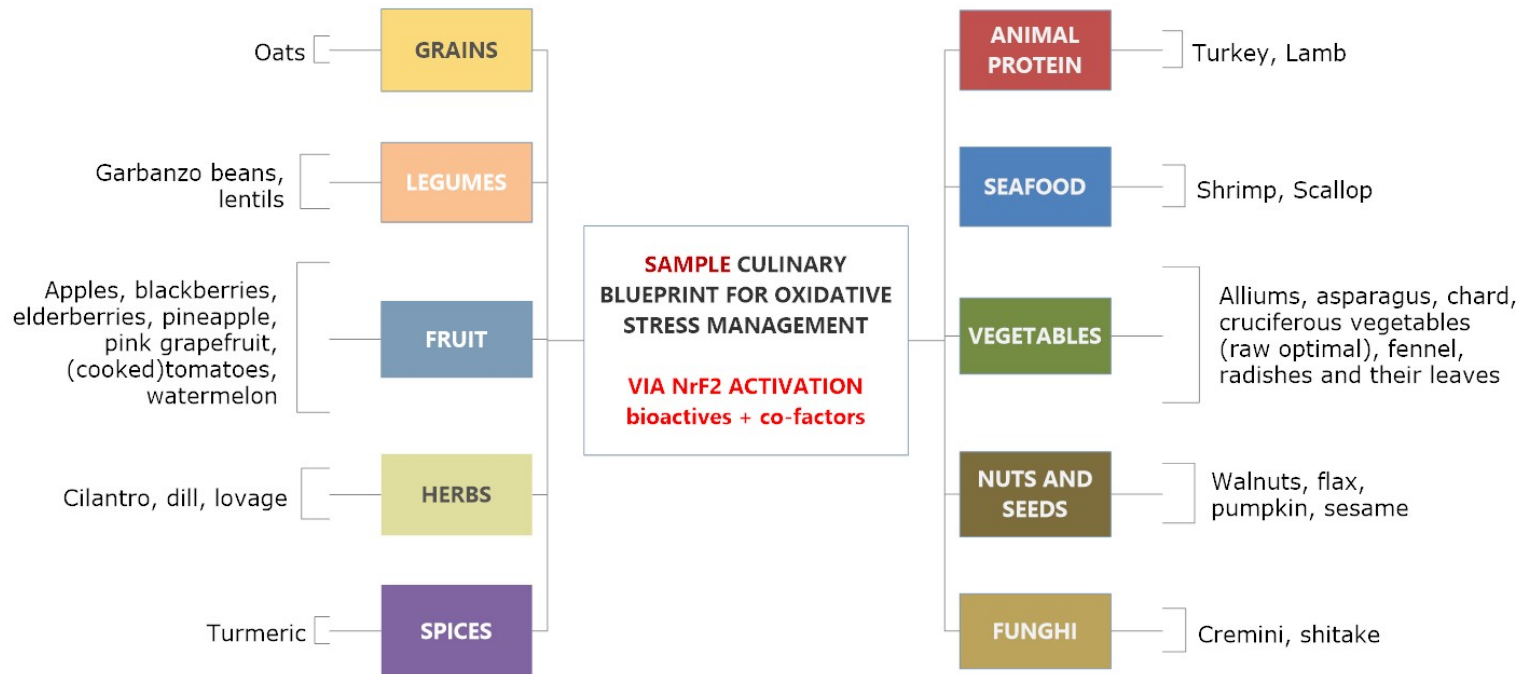 Oats
GRAINS
Garbanzo beans,
lentils
LEGUMES
Apples, blackberries,
elderberries, pineapple,
pink grapefruit,
(cooked)tomatoes,
watermelon
FRUIT
Cilantro, dill, lovage
HERBS
Turmeric
SPICES
SAMPLE CULINARY
BLUEPRINT FOR OXIDATIVE
STRESS MANAGEMENT
VIA NrF2 ACTIVATION
bioactives + co-factors
ANIMAL
PROTEIN
Turkey, Lamb
SEAFOOD
Shrimp, Scallop
VEGETABLES
Alliums, asparagus, chard,
cruciferous vegetables
(raw optimal), fennel,
radishes and their leaves
NUTS AND
SEEDS
Walnuts, flax,
pumpkin, sesame
FUNGHI
Cremini, shitake